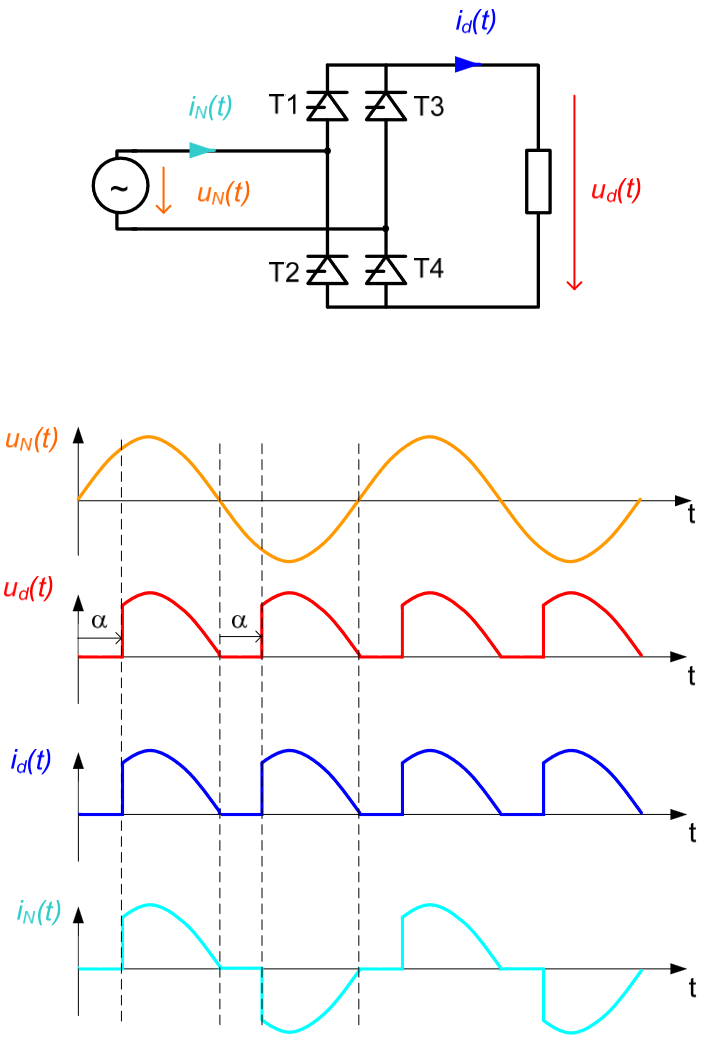 i_d(t)
T1 T3
i_N(t)
~ u_N(t) u_d(t)
T2 T4
u_N(t)
t
u_d(t)
α α
t
i_d(t)
t
i_N(t)
t